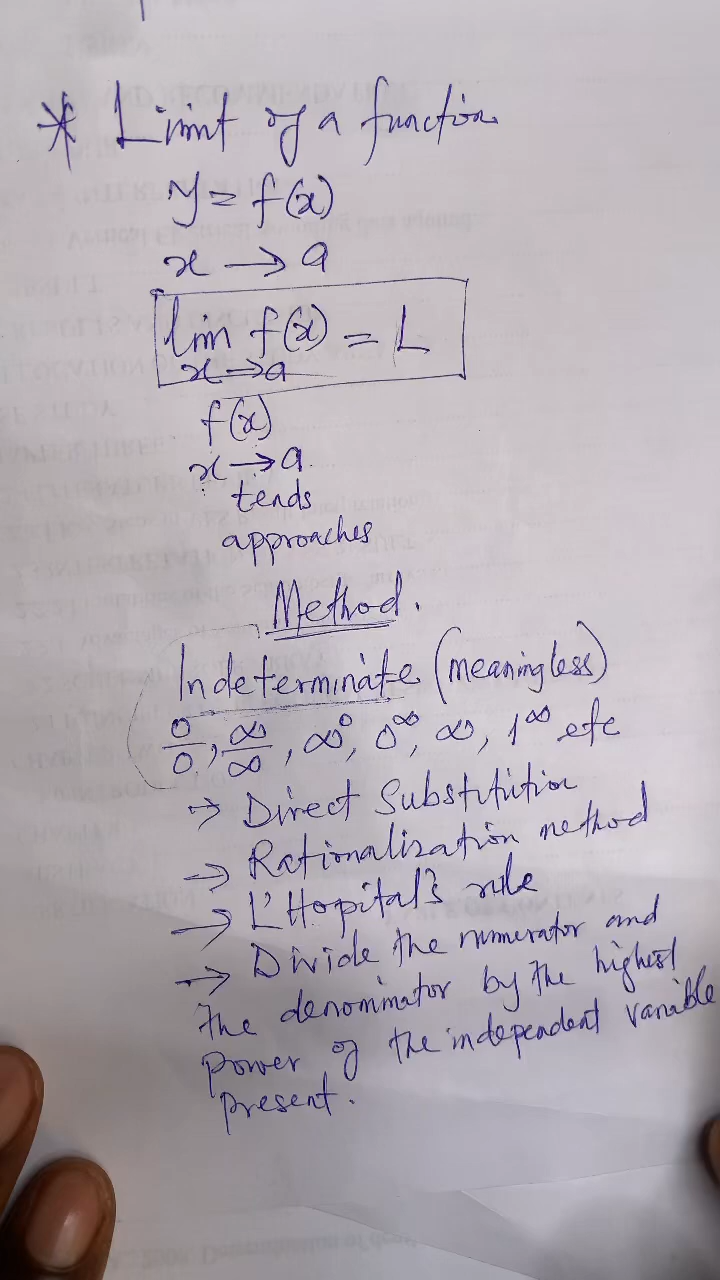 * Limit of a function
y = f(x)
x → a
lim f(x) = L
x→a
f(x)
x → a.
tends
approaches
Method.
Indeterminate (meaningless)
0/0, ∞/∞, ∞⁰, 0^∞, ∞, 1^∞ etc
→ Direct Substitution
→ Rationalization method
→ L'Hopital's rule
→ Divide the numerator and
the denominator by the highest
power of the independent variable
present.